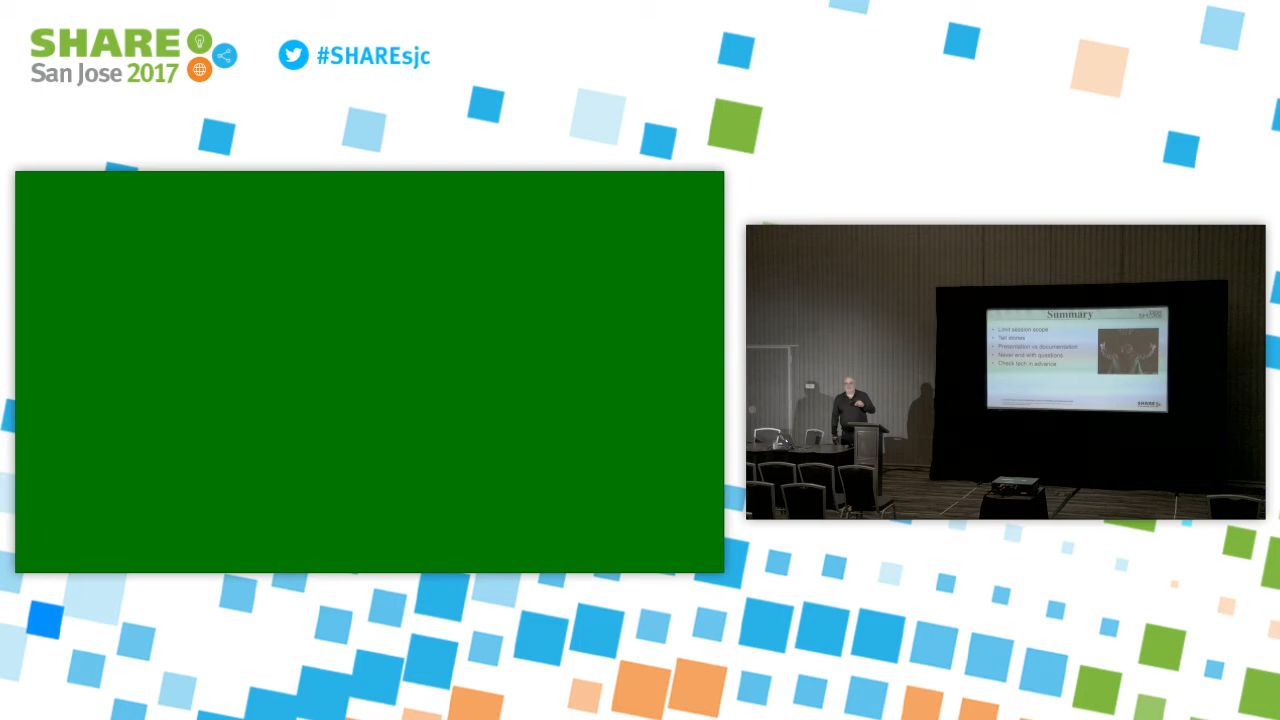 SHARE
San Jose 2017
#SHAREsjc
Summary
• Limit session scope
• Tell stories
• Presentation vs documentation
• Never end with questions
• Check tech in advance
SHARE